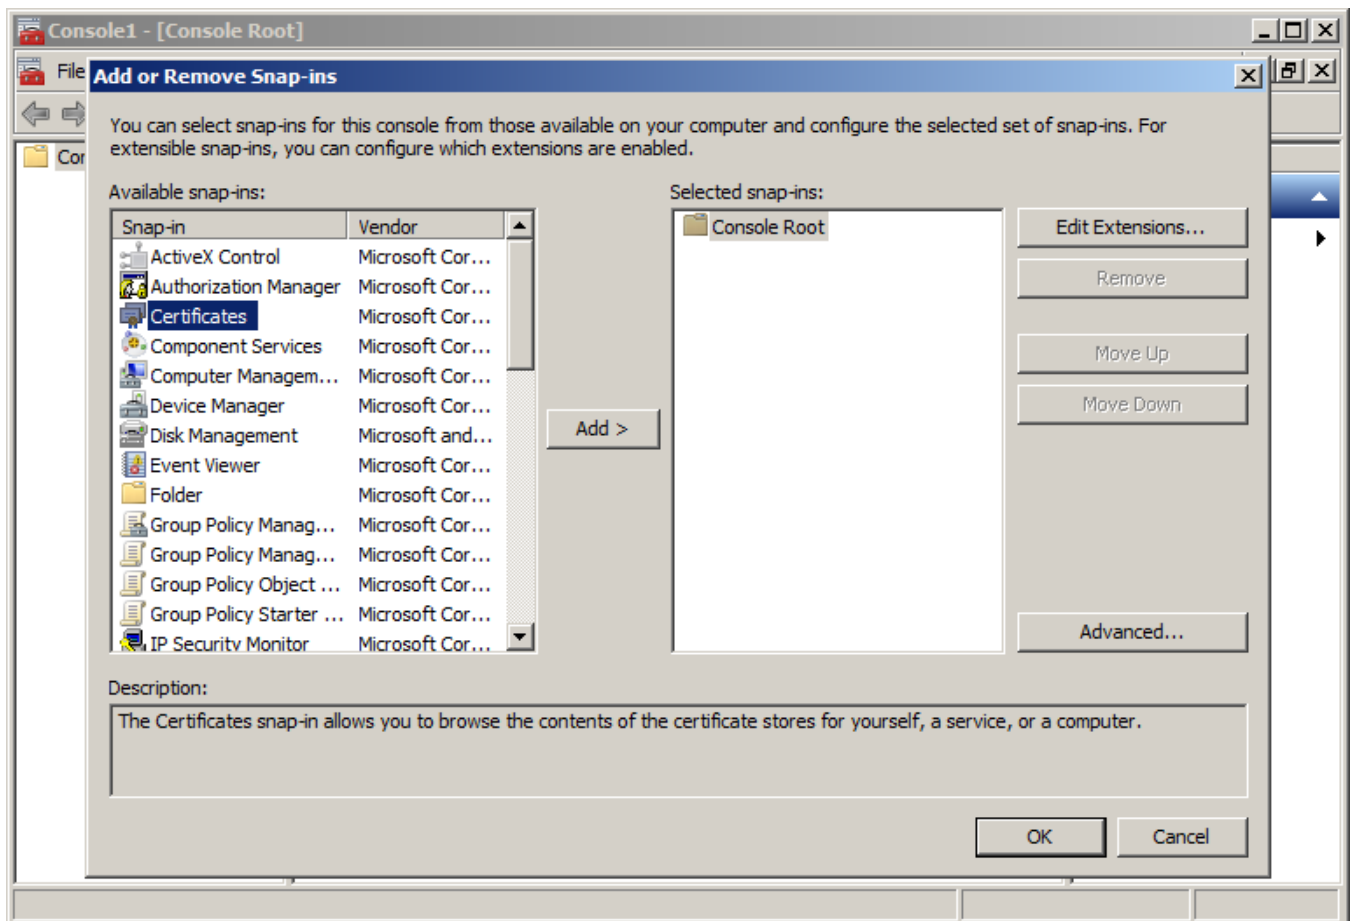 Console1 - [Console Root]
File
Add or Remove Snap-ins
You can select snap-ins for this console from those available on your computer and configure the selected set of snap-ins. For
extensible snap-ins, you can configure which extensions are enabled.
Con
Available snap-ins:
Selected snap-ins:
Snap-in Vendor
Console Root
Edit Extensions...
ActiveX Control Microsoft Cor...
Authorization Manager Microsoft Cor...
Remove
Certificates Microsoft Cor...
Component Services Microsoft Cor...
Move Up
Computer Managem... Microsoft Cor...
Device Manager Microsoft Cor...
Move Down
Add >
Disk Management Microsoft and...
Event Viewer Microsoft Cor...
Folder Microsoft Cor...
Group Policy Manag... Microsoft Cor...
Group Policy Manag... Microsoft Cor...
Group Policy Object ... Microsoft Cor...
Group Policy Starter ... Microsoft Cor...
Advanced...
IP Security Monitor Microsoft Cor...
Description:
The Certificates snap-in allows you to browse the contents of the certificate stores for yourself, a service, or a computer.
OK
Cancel